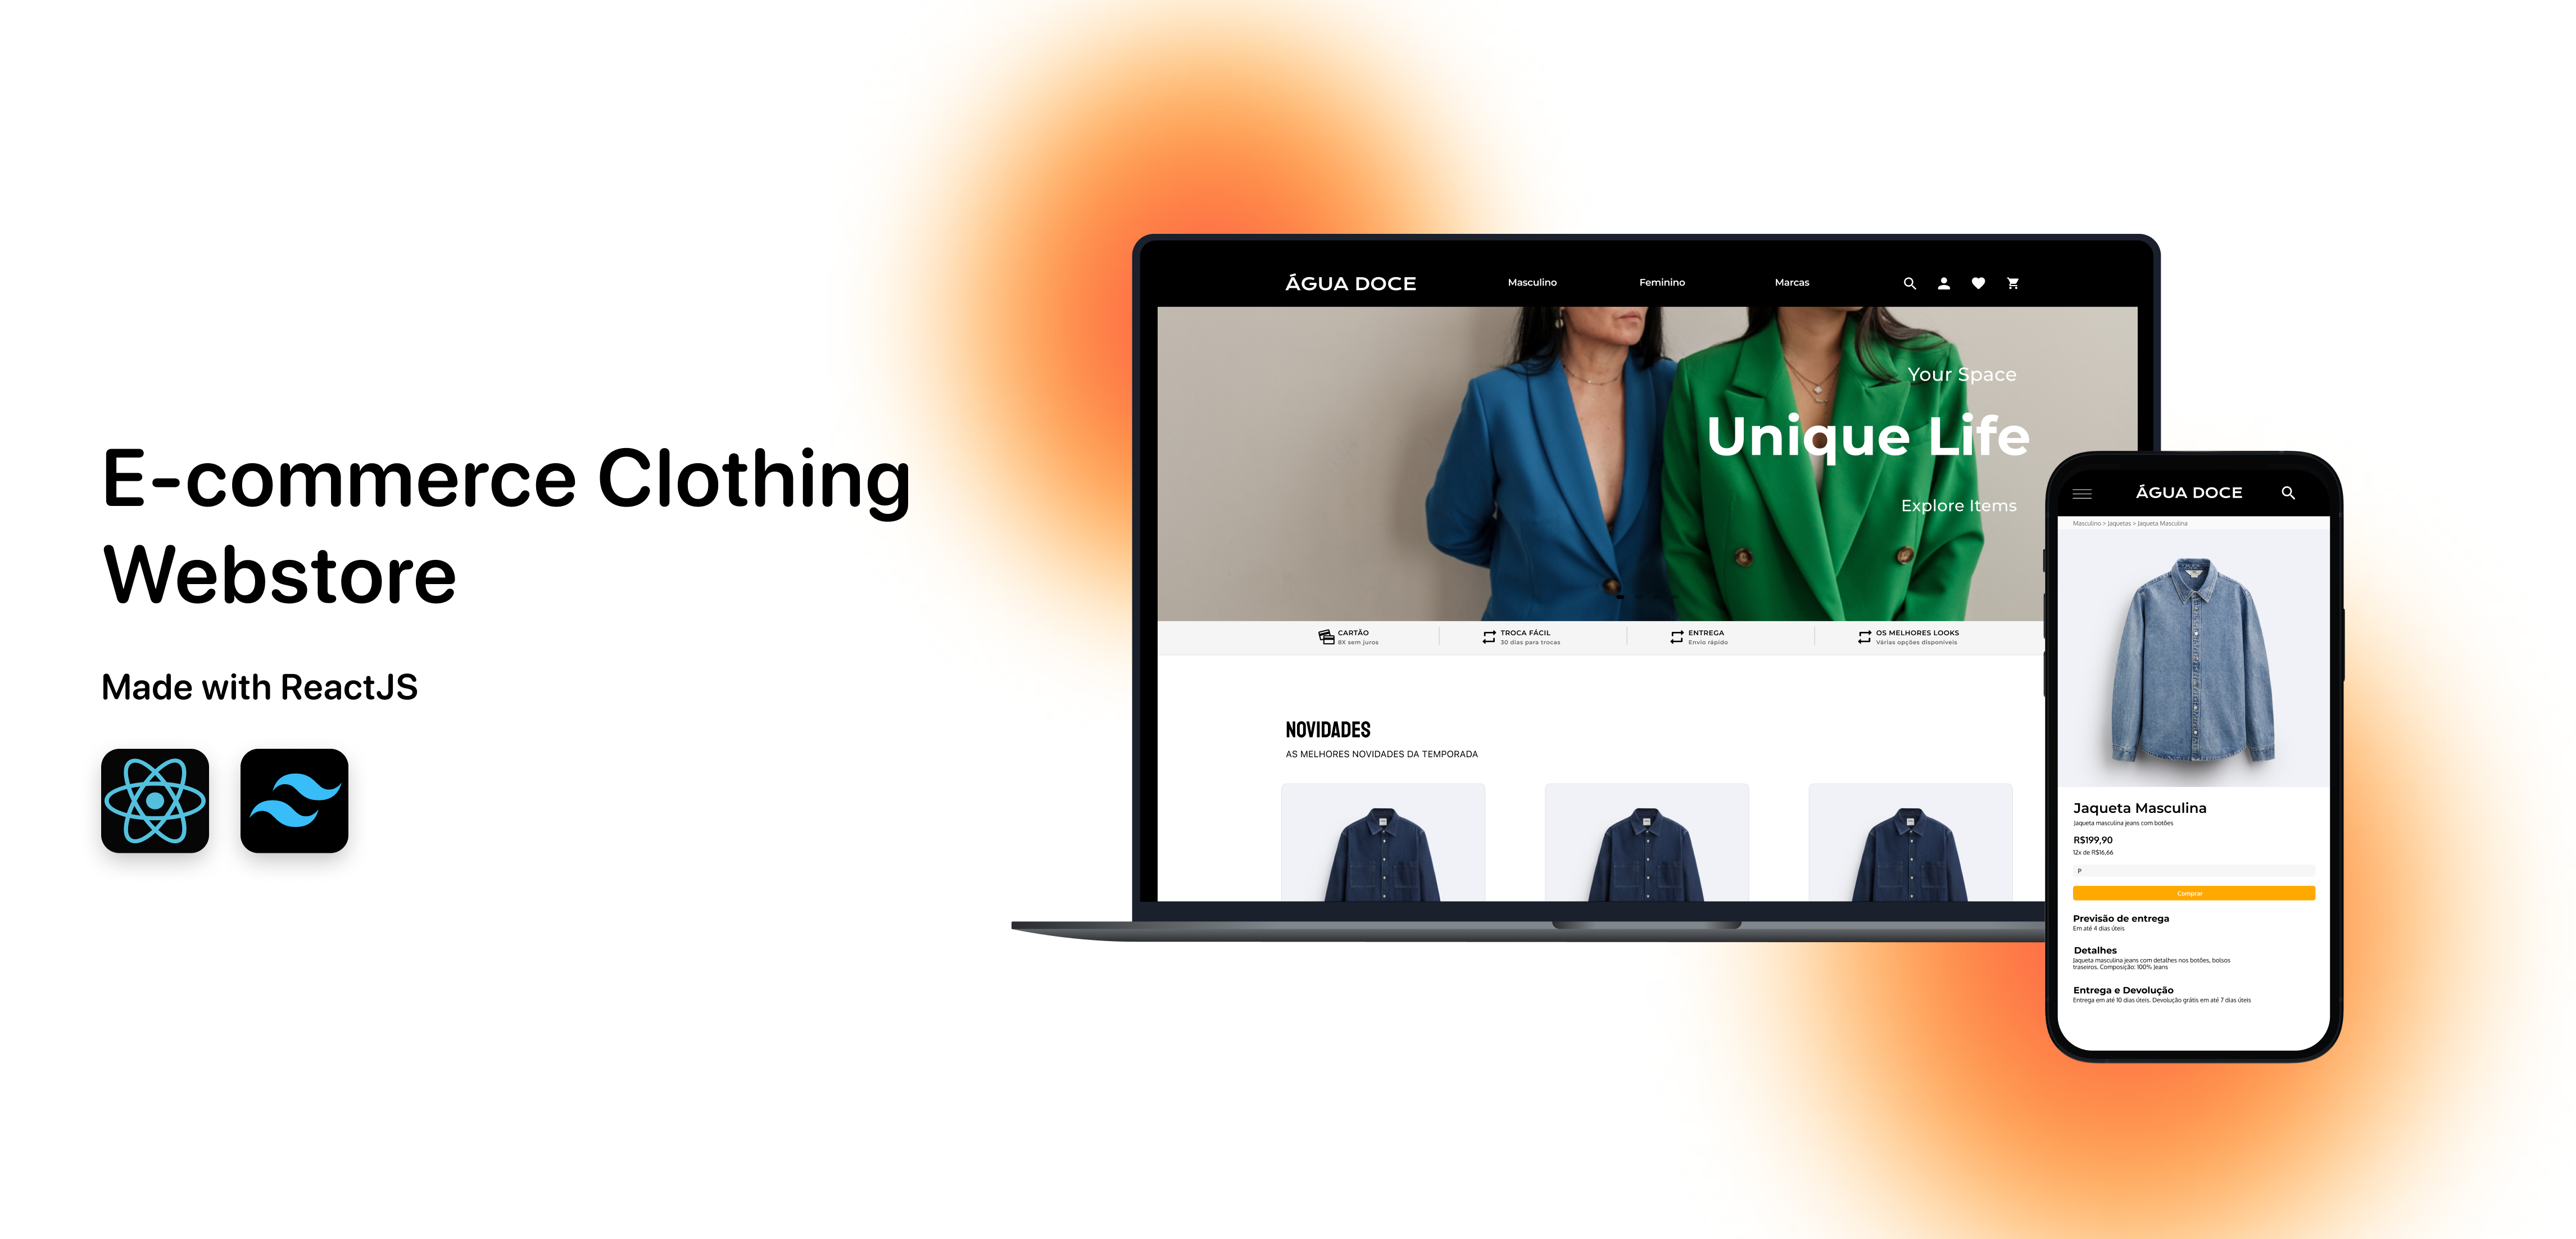 E-commerce Clothing
Webstore
Made with ReactJS
ÁGUA DOCE
Masculino
Feminino
Marcas
Your Space
Unique Life
Explore Items
CARTÃO
8X sem juros
TROCA FÁCIL
30 dias para trocas
ENTREGA
Envio rápido
OS MELHORES LOOKS
Várias opções disponíveis
NOVIDADES
AS MELHORES NOVIDADES DA TEMPORADA
ÁGUA DOCE
Masculino > Jaquetas > Jaqueta Masculina
Jaqueta Masculina
Jaqueta masculina jeans com botões
R$199,90
12x de R$16,66
P
Comprar
Previsão de entrega
Em até 4 dias úteis
Detalhes
Jaqueta masculina jeans com detalhes nos botões, bolsos
traseiros. Composição: 100% Jeans
Entrega e Devolução
Entrega em até 10 dias úteis. Devolução grátis em até 7 dias úteis